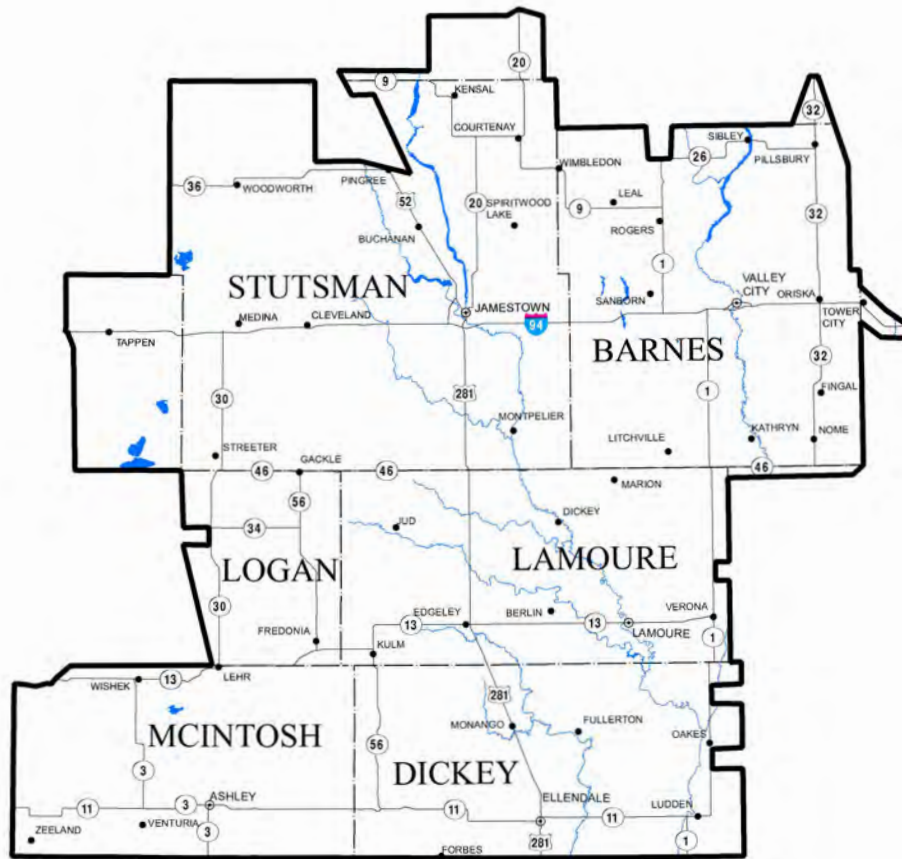 20
9
KENSAL
32
COURTENAY
SIBLEY
26
PILLSBURY
WIMBLEDON
PINGREE
36
WOODWORTH
52
20
SPIRITWOOD
LAKE
LEAL
9
ROGERS
32
BUCHANAN
1
STUTSMAN
VALLEY
CITY
ORISKA
SANBORN
JAMESTOWN
TOWER
CITY
MEDINA
CLEVELAND
94
TAPPEN
BARNES
32
281
1
FINGAL
30
MONTPELIER
LITCHVILLE
KATHRYN
NOME
STREETER
GACKLE
46
46
46
56
MARION
34
JUD
DICKEY
LOGAN
LAMOURE
30
BERLIN
VERONA
EDGELEY
13
13
LAMOURE
FREDONIA
KULM
1
LEHR
WISHEK
13
281
MCINTOSH
MONANGO
FULLERTON
OAKES
56
3
DICKEY
ASHLEY
ELLENDALE
LUDDEN
11
3
11
11
ZEELAND
VENTURIA
3
281
1
FORBES